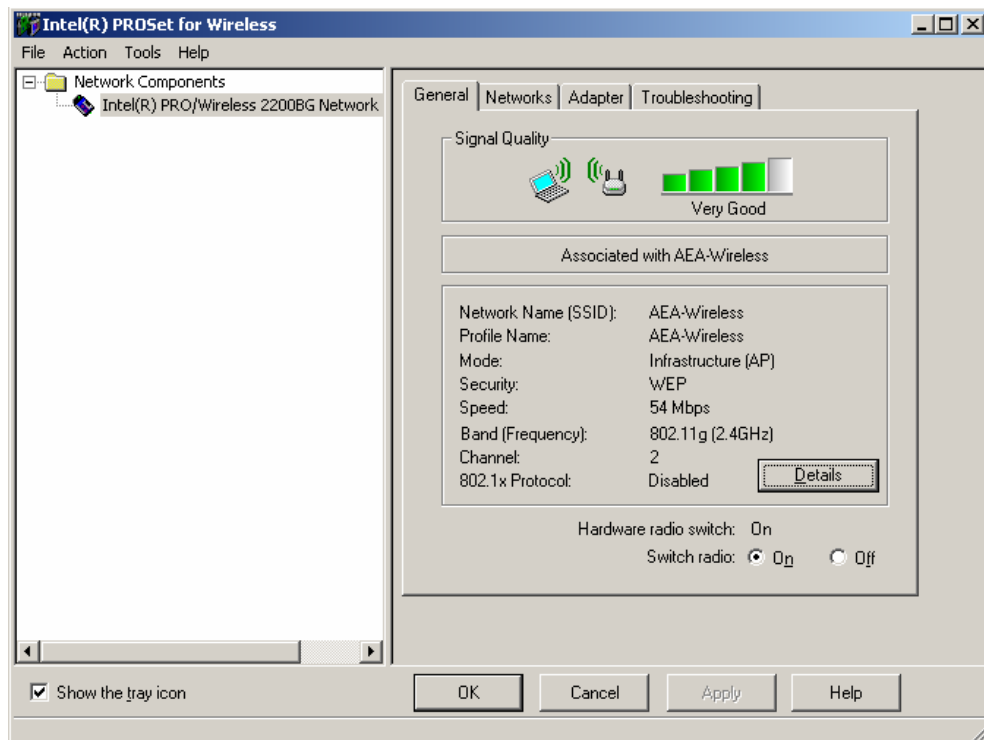 Intel(R) PROSet for Wireless
File Action Tools Help
Network Components
Intel(R) PRO/Wireless 2200BG Network
General Networks Adapter Troubleshooting
Signal Quality
Very Good
Associated with AEA-Wireless
Network Name (SSID): AEA-Wireless
Profile Name: AEA-Wireless
Mode: Infrastructure (AP)
Security: WEP
Speed: 54 Mbps
Band (Frequency): 802.11g (2.4GHz)
Channel: 2
802.1x Protocol: Disabled
Details
Hardware radio switch: On
Switch radio: On Off
Show the tray icon
OK Cancel Apply Help